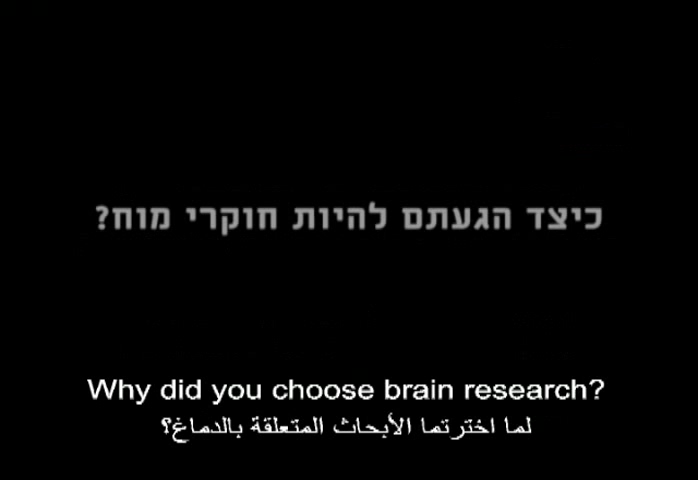 כיצד הגעתם להיות חוקרי מוח?
Why did you choose brain research?
لما اخترتما الأبحاث المتعلقة بالدماغ؟